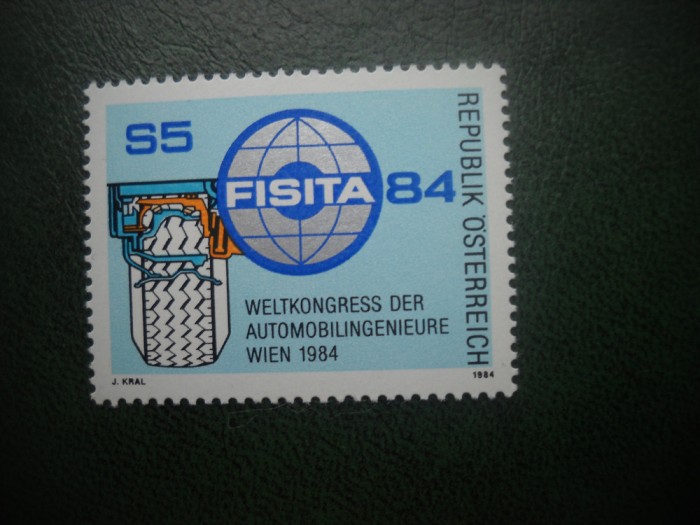 S5
FISITA 84
REPUBLIK ÖSTERREICH
WELTKONGRESS DER
AUTOMOBILINGENIEURE
WIEN 1984
J. KRAL
1984